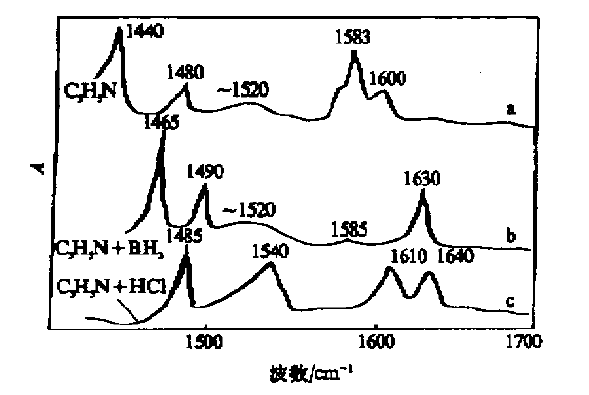 1440
1583
1480
~1520
1600
C₅H₅N
a
1465
1490
~1520
1630
1585
b
C₅H₅N+BH₃
1485
1540
1610
1640
C₅H₅N+HCl
c
A
1500
1600
1700
波数/cm⁻¹